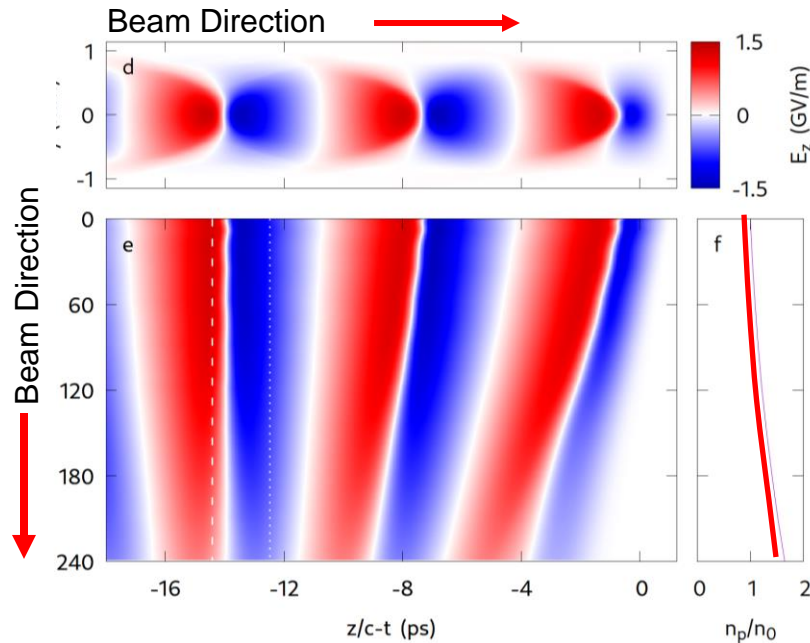 Beam Direction
d
1
0
-1
1.5
0
-1.5
E_z (GV/m)
Beam Direction
e
0
60
120
180
240
-16
-12
-8
-4
0
z/c-t (ps)
f
0
1
2
n_p/n_0